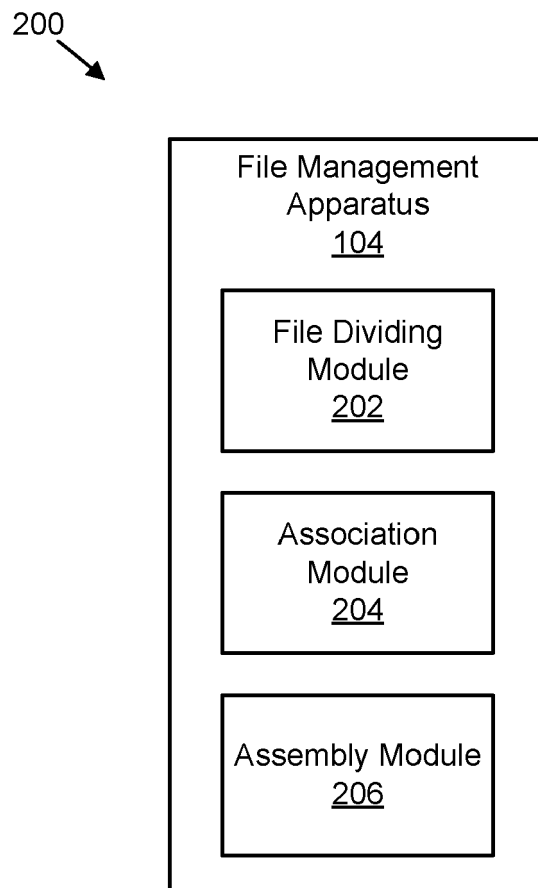 200
File Management
Apparatus
104
File Dividing
Module
202
Association
Module
204
Assembly Module
206